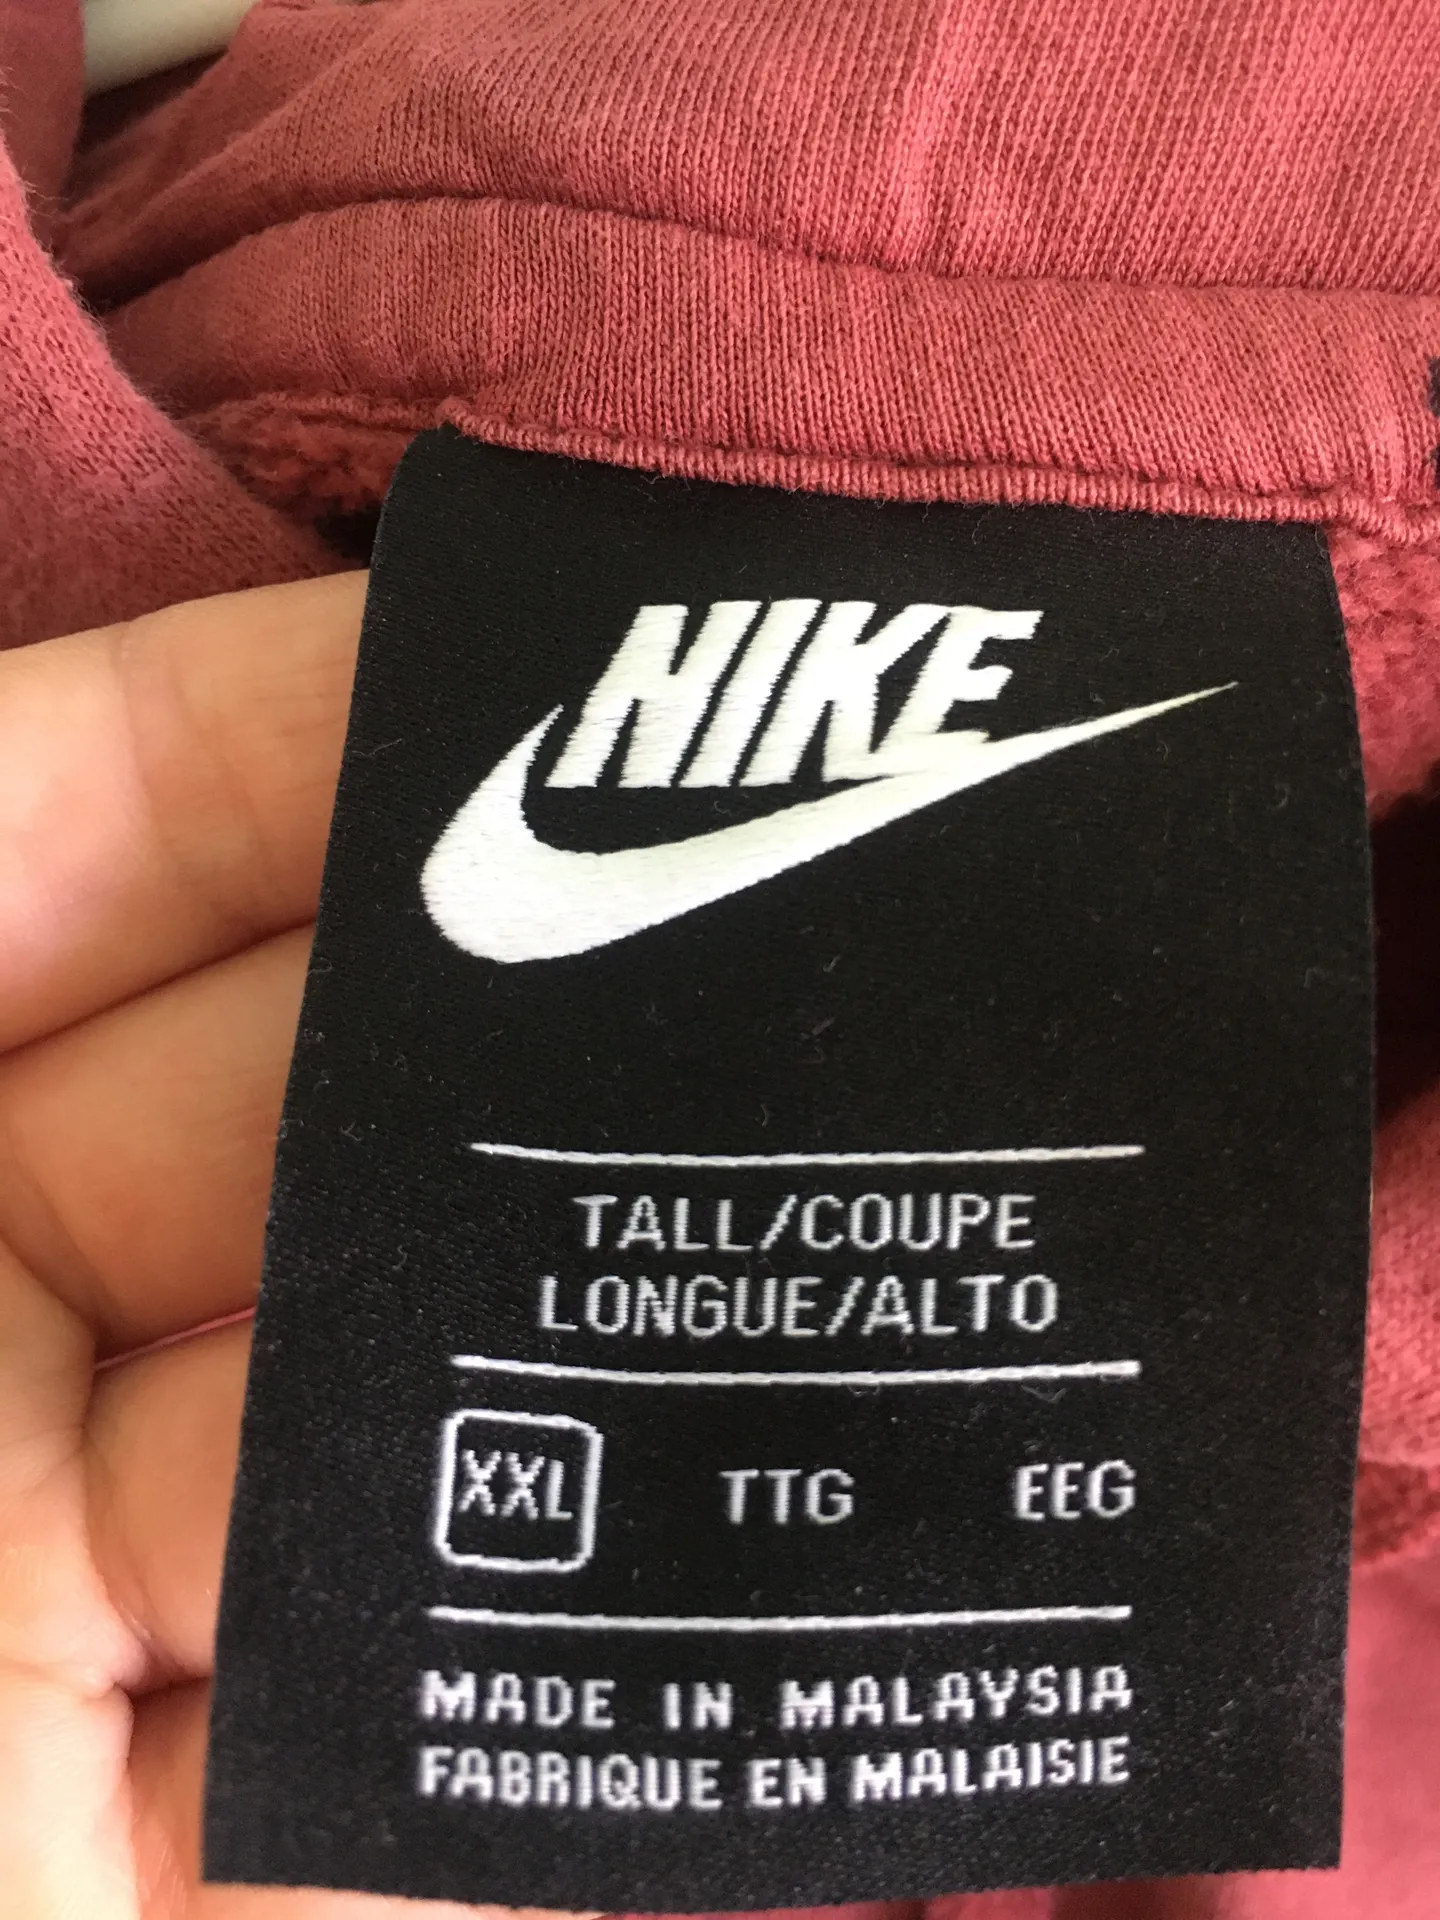 NIKE
TALL/COUPE
LONGUE/ALTO
XXL TTG EEG
MADE IN MALAYSIA
FABRIQUE EN MALAISIE